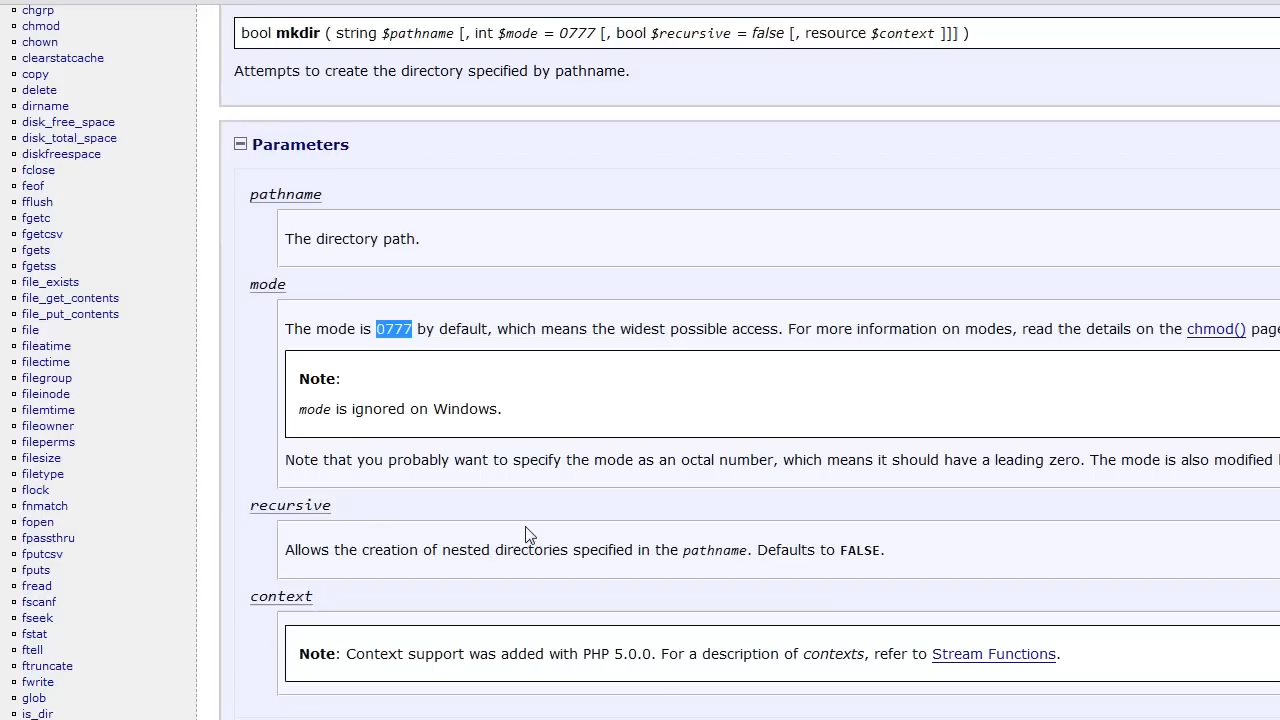 chgrp
chmod
chown
clearstatcache
copy
delete
dirname
disk_free_space
disk_total_space
diskfreespace
fclose
feof
fflush
fgetc
fgetcsv
fgets
fgetss
file_exists
file_get_contents
file_put_contents
file
fileatime
filectime
filegroup
fileinode
filemtime
fileowner
fileperms
filesize
filetype
flock
fnmatch
fopen
fpassthru
fputcsv
fputs
fread
fscanf
fseek
fstat
ftell
ftruncate
fwrite
glob
is_dir
bool mkdir ( string $pathname [, int $mode = 0777 [, bool $recursive = false [, resource $context ]]] )
Attempts to create the directory specified by pathname.
Parameters
pathname
The directory path.
mode
The mode is 0777 by default, which means the widest possible access. For more information on modes, read the details on the chmod() page
Note:
mode is ignored on Windows.
Note that you probably want to specify the mode as an octal number, which means it should have a leading zero. The mode is also modified
recursive
Allows the creation of nested directories specified in the pathname. Defaults to FALSE.
context
Note: Context support was added with PHP 5.0.0. For a description of contexts, refer to Stream Functions.